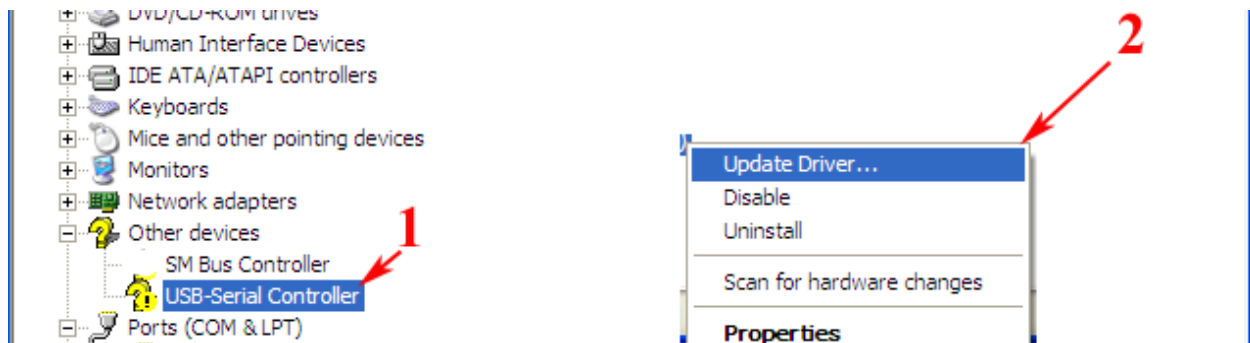 DVD/CD-ROM drives
Human Interface Devices
IDE ATA/ATAPI controllers
Keyboards
Mice and other pointing devices
Monitors
Network adapters
Other devices
SM Bus Controller
USB-Serial Controller
Ports (COM & LPT)
1
2
Update Driver...
Disable
Uninstall
Scan for hardware changes
Properties